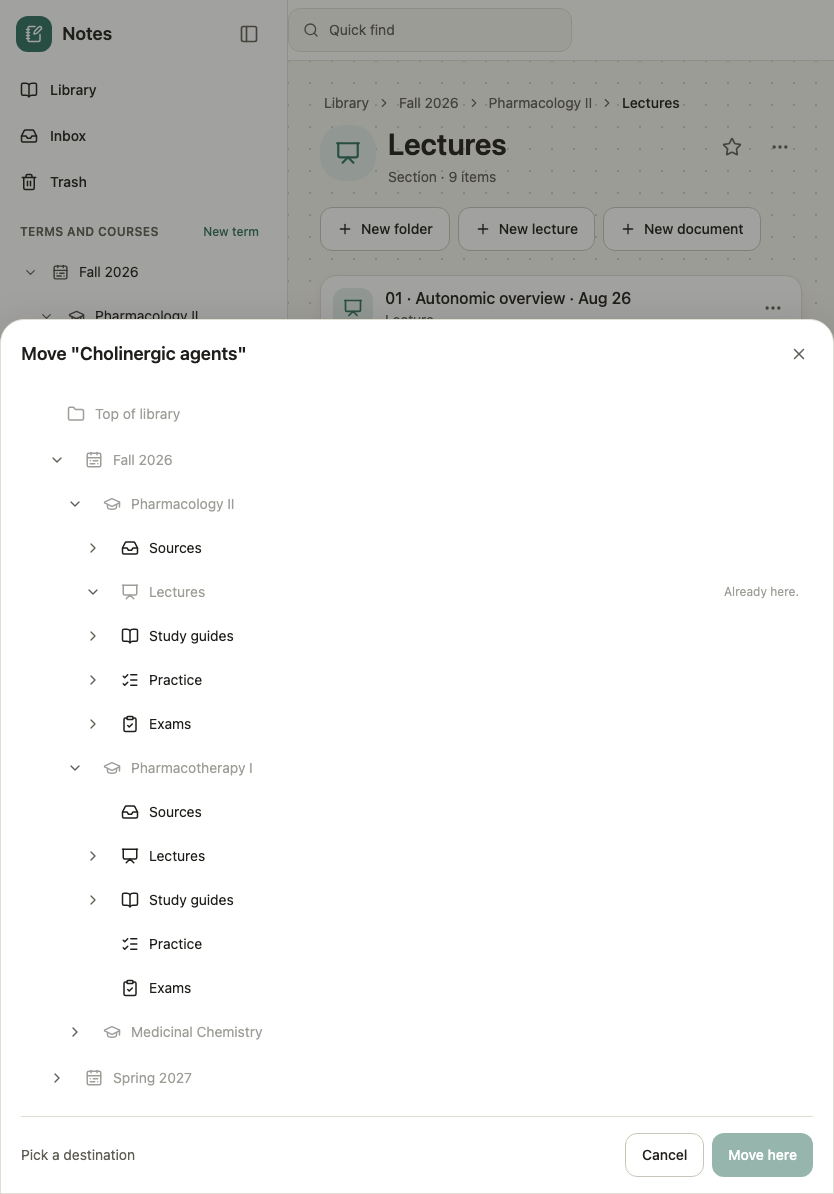 Notes
Quick find
Library
Inbox
Trash
TERMS AND COURSES New term
Fall 2026
Pharmacology II
Library > Fall 2026 > Pharmacology II > Lectures
Lectures
Section · 9 items
New folder
New lecture
New document
01 · Autonomic overview · Aug 26
Lecture
Move "Cholinergic agents"
Top of library
Fall 2026
Pharmacology II
Sources
Lectures Already here.
Study guides
Practice
Exams
Pharmacotherapy I
Sources
Lectures
Study guides
Practice
Exams
Medicinal Chemistry
Spring 2027
Pick a destination
Cancel
Move here